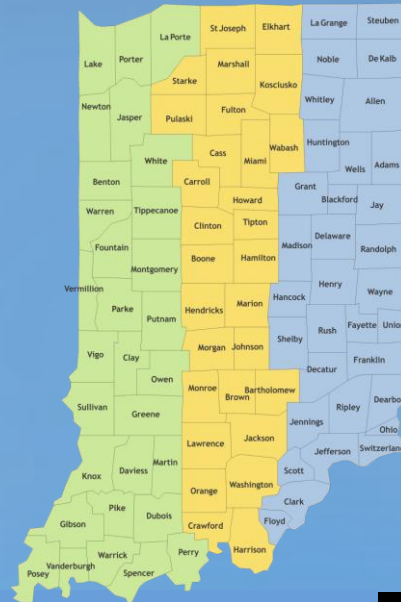 La Porte
St Joseph
Elkhart
La Grange
Steuben
Lake
Porter
Noble
De Kalb
Marshall
Starke
Kosciusko
Newton
Jasper
Pulaski
Fulton
Whitley
Allen
White
Cass
Miami
Wabash
Huntington
Wells
Adams
Benton
Carroll
Grant
Blackford
Jay
Warren
Tippecanoe
Howard
Clinton
Tipton
Madison
Delaware
Randolph
Fountain
Montgomery
Boone
Hamilton
Vermillion
Henry
Wayne
Parke
Putnam
Hendricks
Marion
Hancock
Shelby
Rush
Fayette
Union
Vigo
Clay
Morgan
Johnson
Franklin
Decatur
Owen
Monroe
Brown
Bartholomew
Sullivan
Greene
Jennings
Ripley
Dearbo
Ohio
Lawrence
Jackson
Jefferson
Switzerland
Knox
Daviess
Martin
Scott
Orange
Washington
Clark
Pike
Gibson
Dubois
Crawford
Floyd
Harrison
Perry
Warrick
Vanderburgh
Spencer
Posey